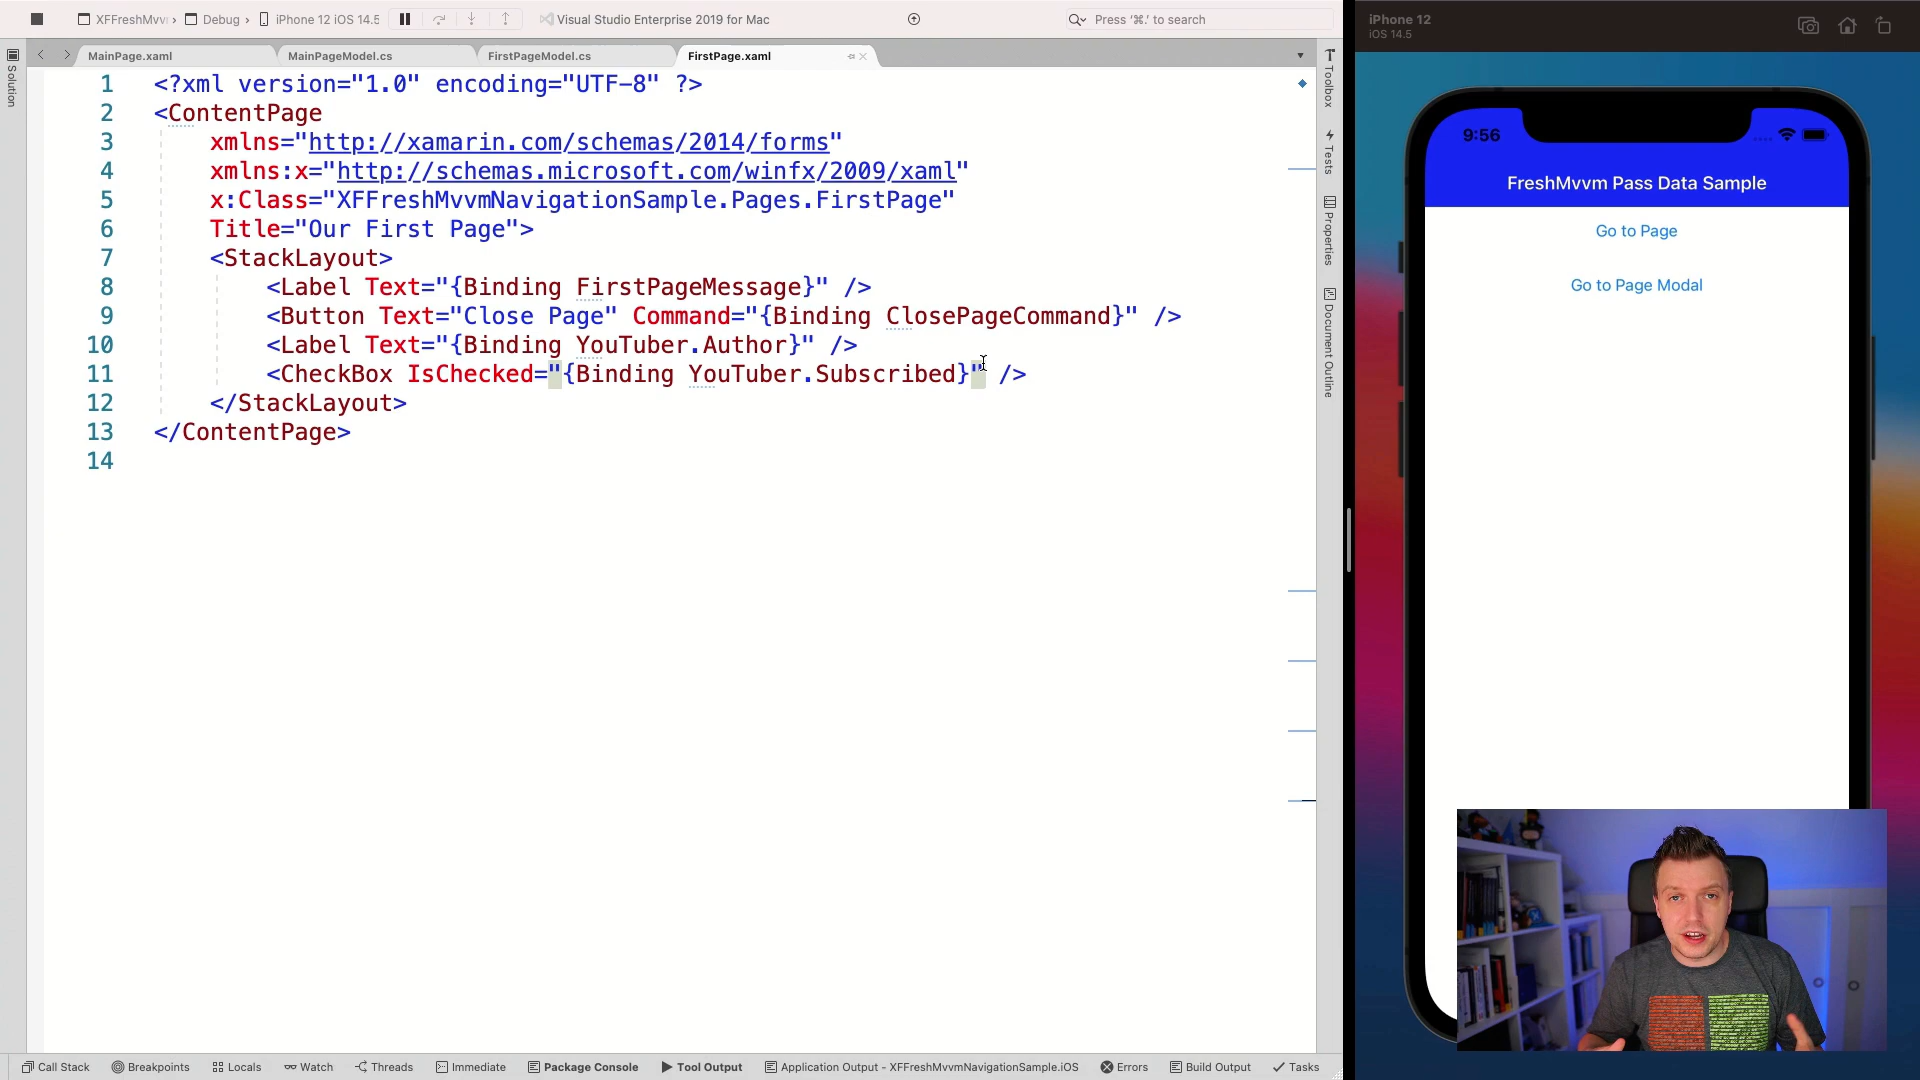 XFFreshMvv › Debug › iPhone 12 iOS 14.5
Visual Studio Enterprise 2019 for Mac
Press '⌘.' to search
MainPage.xaml
MainPageModel.cs
FirstPageModel.cs
FirstPage.xaml
Solution
1 <?xml version="1.0" encoding="UTF-8" ?>
2 <ContentPage
3 xmlns="http://xamarin.com/schemas/2014/forms"
4 xmlns:x="http://schemas.microsoft.com/winfx/2009/xaml"
5 x:Class="XFFreshMvvmNavigationSample.Pages.FirstPage"
6 Title="Our First Page">
7 <StackLayout>
8 <Label Text="{Binding FirstPageMessage}" />
9 <Button Text="Close Page" Command="{Binding ClosePageCommand}" />
10 <Label Text="{Binding YouTuber.Author}" />
11 <CheckBox IsChecked="{Binding YouTuber.Subscribed}" />
12 </StackLayout>
13 </ContentPage>
14
Toolbox
Tests
Properties
Document Outline
Call Stack
Breakpoints
Locals
Watch
Threads
Immediate
Package Console
Tool Output
Application Output - XFFreshMvvmNavigationSample.iOS
Errors
Build Output
Tasks
iPhone 12
iOS 14.5
9:56
FreshMvvm Pass Data Sample
Go to Page
Go to Page Modal